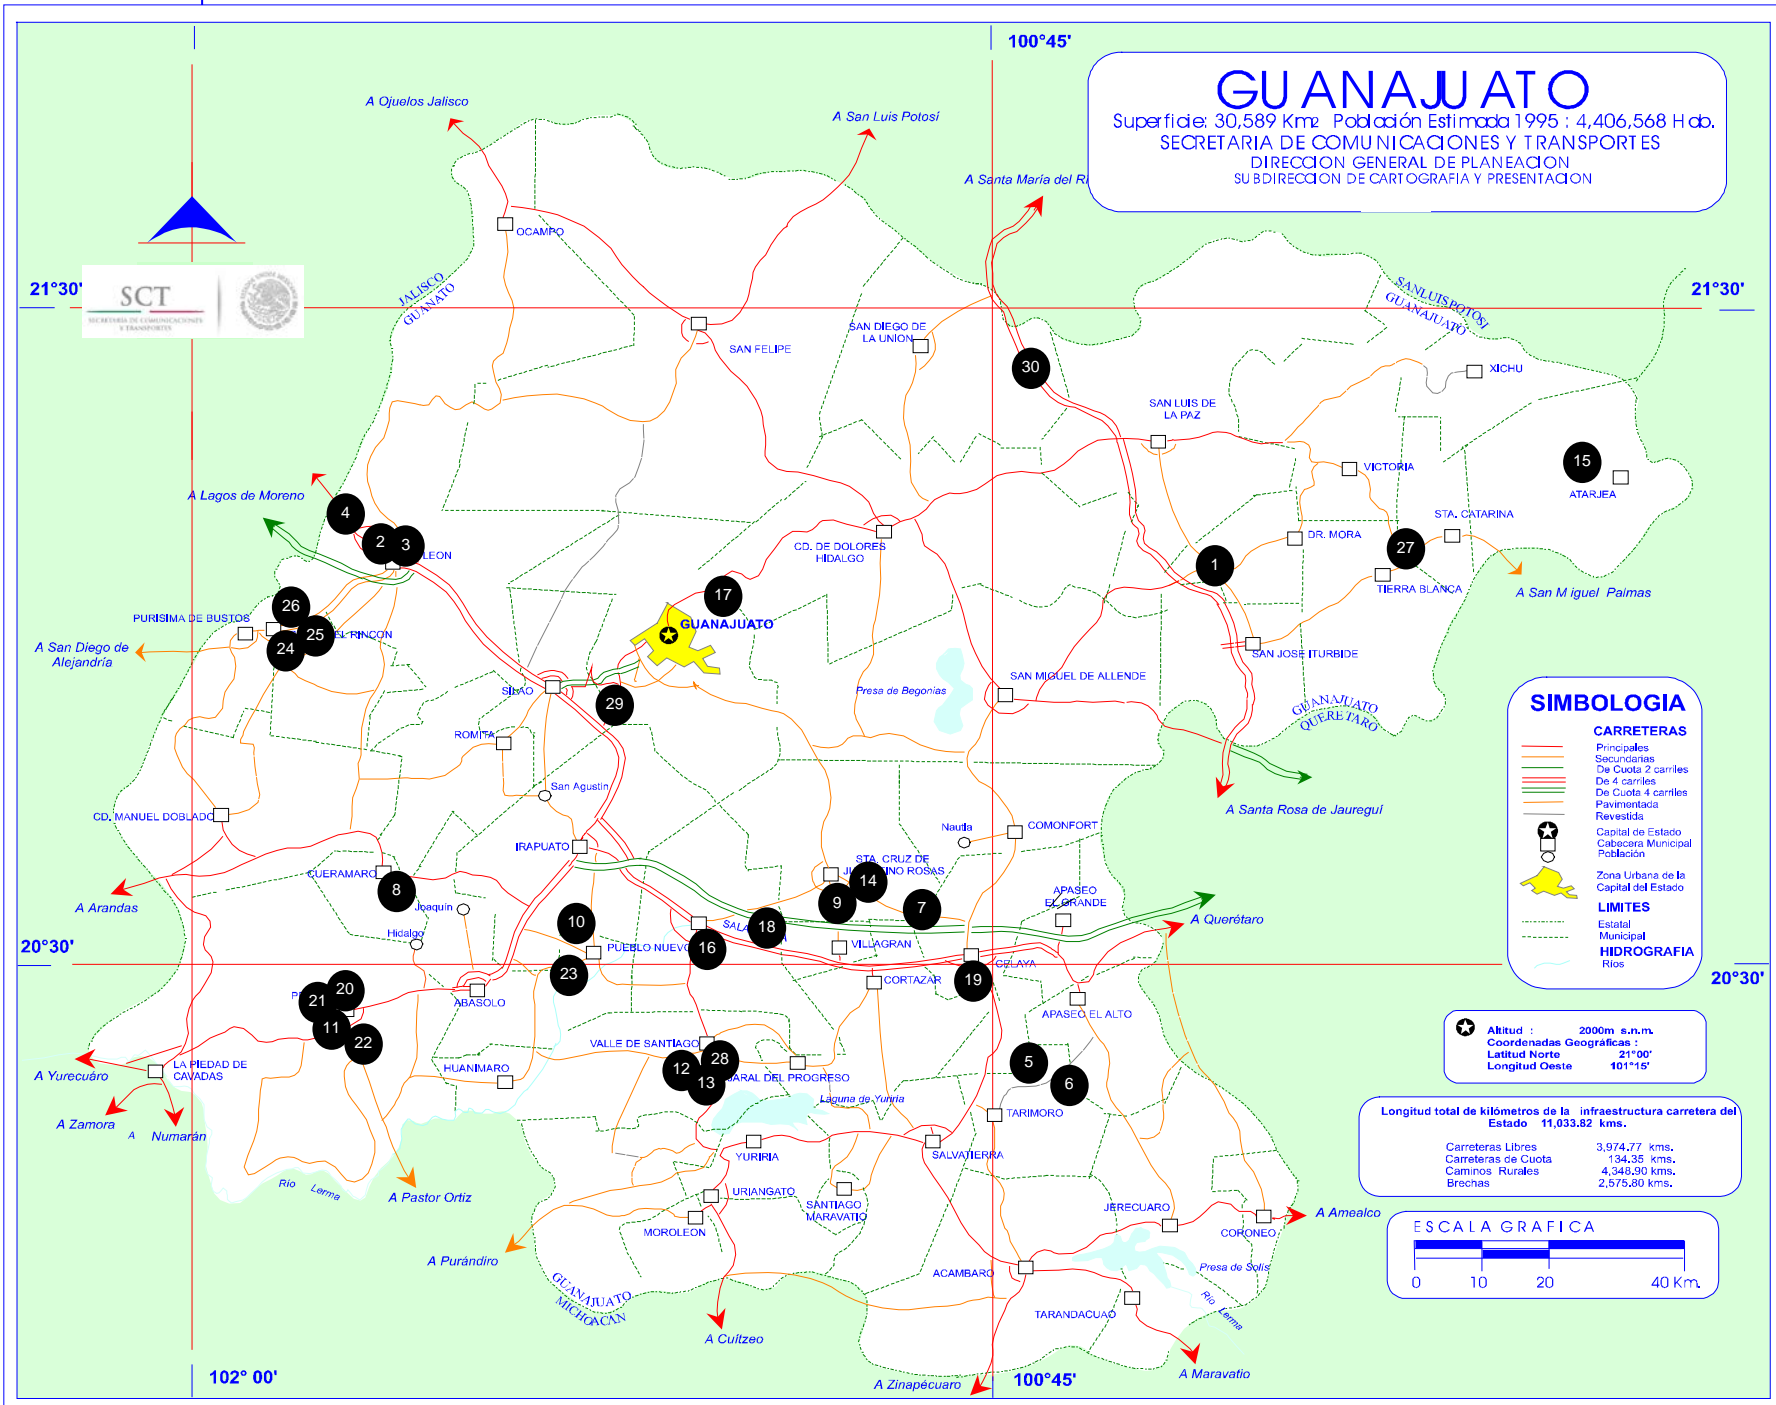 100°45'
GUANAJUATO
Superficie: 30,589 Km2 Población Estimada 1995 : 4,406,568 Hab.
SECRETARIA DE COMUNICACIONES Y TRANSPORTES
DIRECCION GENERAL DE PLANEACION
SUBDIRECCION DE CARTOGRAFIA Y PRESENTACION
A Ojuelos Jalisco
A San Luis Potosí
A Santa María del
OCAMPO
21°30'
SCT
SECRETARÍA DE COMUNICACIONES
Y TRANSPORTES
JALISCO
GUANATO
SANLUISPOTOSI
GUANAJUATO
21°30'
SAN FELIPE
SAN DIEGO DE
LA UNION
30
XICHU
SAN LUIS DE
LA PAZ
15
VICTORIA
ATARJEA
A Lagos de Moreno
4
2
3
LEON
CD. DE DOLORES
HIDALGO
STA. CATARINA
DR. MORA
27
1
TIERRA BLANCA
A San Miguel Palmas
17
26
PURISIMA DE BUSTOS
25
EL RINCON
24
A San Diego de
Alejandría
GUANAJUATO
SAN JOSE ITURBIDE
SILAO
29
Presa de Begonias
SAN MIGUEL DE ALLENDE
GUANAJUATO
QUERETARO
ROMITA
San Agustin
A Santa Rosa de Jauregui
CD. MANUEL DOBLADO
IRAPUATO
Nautla
COMONFORT
CUERAMARO
8
STA. CRUZ DE
14
9
7
APASEO
EL GRANDE
A Arandas
Joaquín
Hidalgo
10
PUEBLO NUEVO
16
18
VILLAGRAN
A Querétaro
20°30'
20°30'
23
CELAYA
19
CORTAZAR
20
21
11
22
ABASOLO
APASEO EL ALTO
A Yurecuáro
LA PIEDAD DE
CAVADAS
HUANIMARO
VALLE DE SANTIAGO
12
28
13
JARAL DEL PROGRESO
5
6
Laguna de Yuriria
TARIMORO
A Zamora
A Numarán
YURIRIA
SALVATIERRA
Río Lerma
A Pastor Ortiz
URIANGATO
SANTIAGO
MARAVATIO
MOROLEON
JERECUARO
CORONEO
A Amealco
A Purándiro
ACAMBARO
Presa de Solis
Río Lerma
GUANAJUATO
MICHOACÁN
TARANDACUAO
A Cuítzeo
A Maravatio
A Zinapécuaro
102° 00'
100°45'
SIMBOLOGIA
CARRETERAS
Principales
Secundarias
De Cuota 2 carriles
De 4 carriles
De Cuota 4 carriles
Pavimentada
Revestida
Capital de Estado
Cabecera Municipal
Población
Zona Urbana de la
Capital del Estado
LIMITES
Estatal
Municipal
HIDROGRAFIA
Ríos
Altitud : 2000m s.n.m.
Coordenadas Geográficas :
Latitud Norte 21°00'
Longitud Oeste 101°15'
Longitud total de kilómetros de la infraestructura carretera del
Estado 11,033.82 kms.
Carreteras Libres 3,974.77 kms.
Carreteras de Cuota 134.35 kms.
Caminos Rurales 4,348.90 kms.
Brechas 2,575.80 kms.
ESCALA GRAFICA
0 10 20 40 Km.